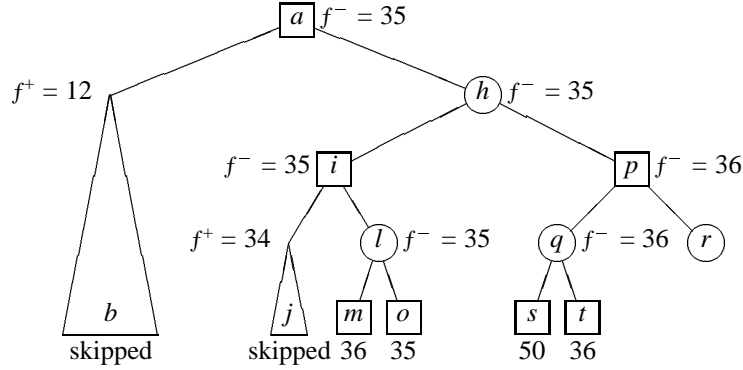 a f⁻ = 35
f⁺ = 12 h f⁻ = 35
f⁻ = 35 i p f⁻ = 36
f⁺ = 34 l f⁻ = 35 q f⁻ = 36 r
b j m o s t
skipped skipped 36 35 50 36